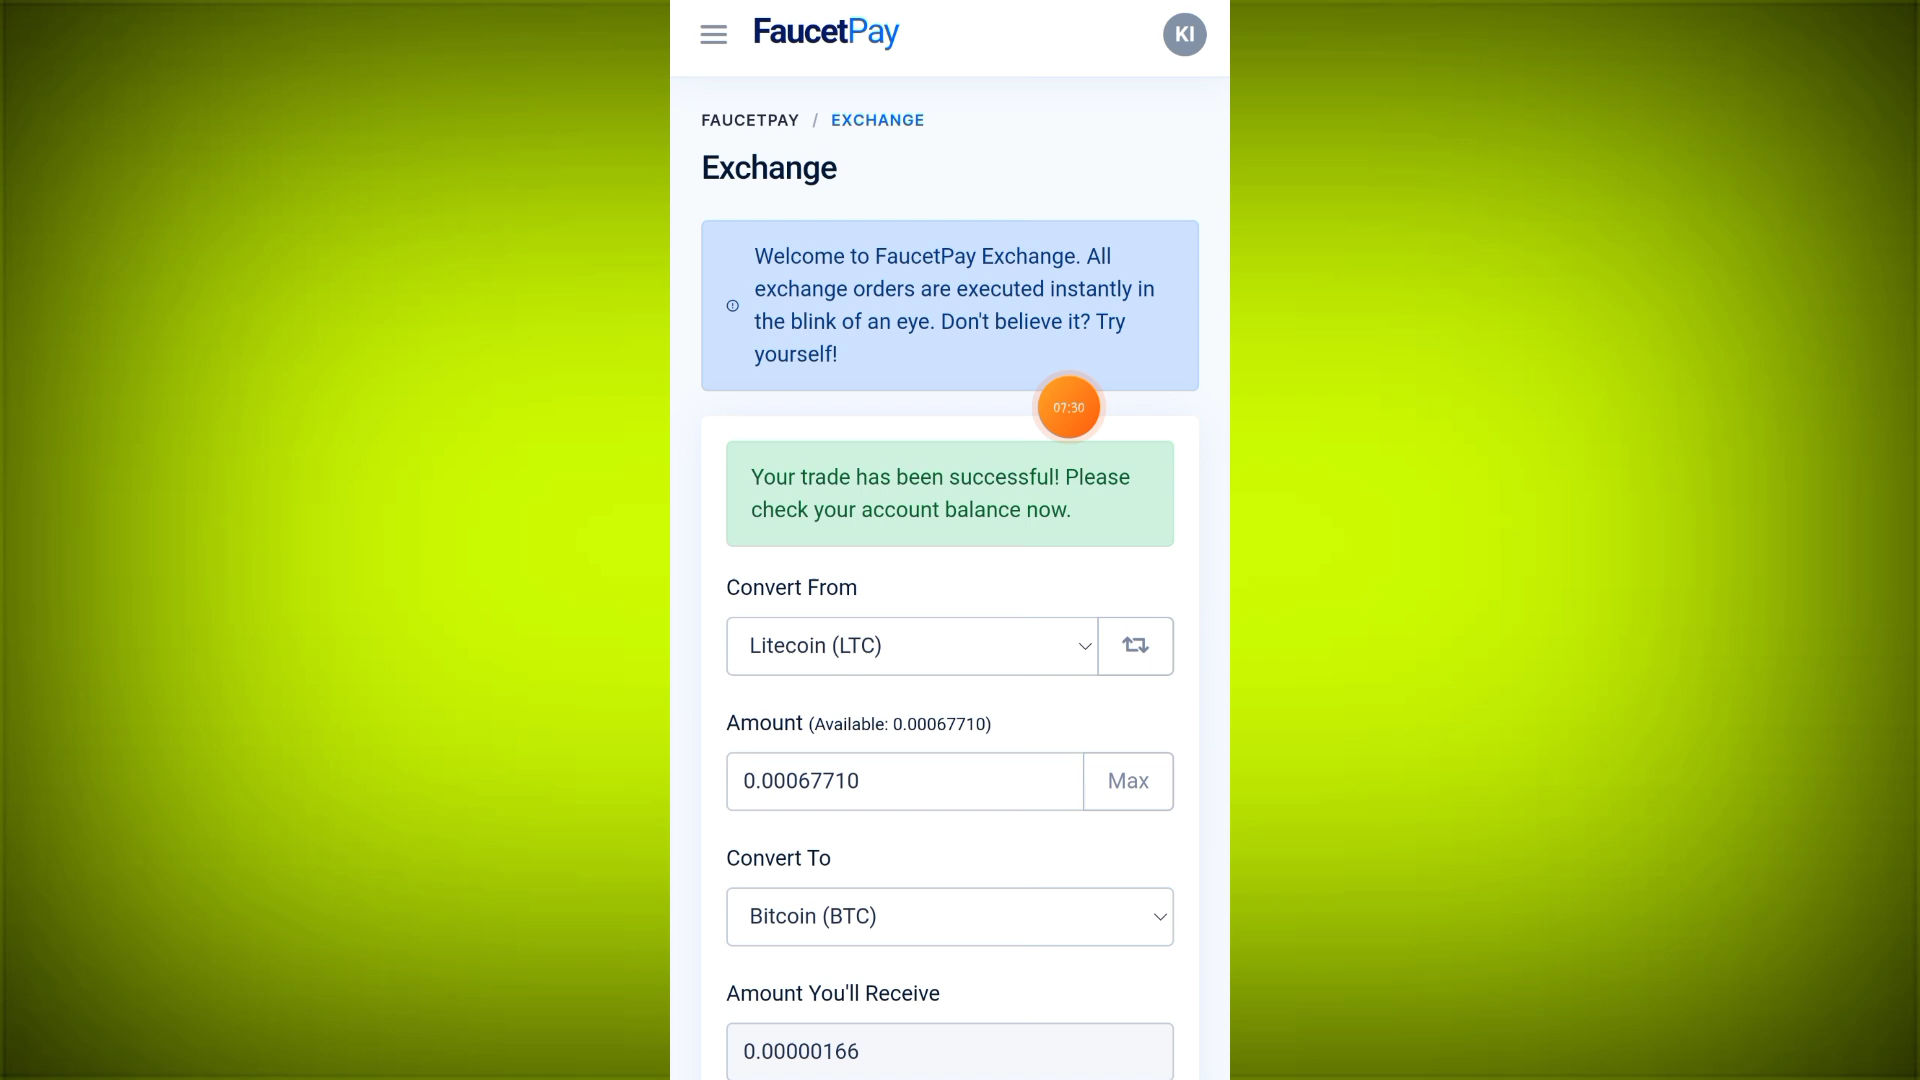 FaucetPay
KI
FAUCETPAY / EXCHANGE
Exchange
Welcome to FaucetPay Exchange. All
exchange orders are executed instantly in
the blink of an eye. Don't believe it? Try
yourself!
07:30
Your trade has been successful! Please
check your account balance now.
Convert From
Litecoin (LTC)
Amount (Available: 0.00067710)
0.00067710
Max
Convert To
Bitcoin (BTC)
Amount You'll Receive
0.00000166